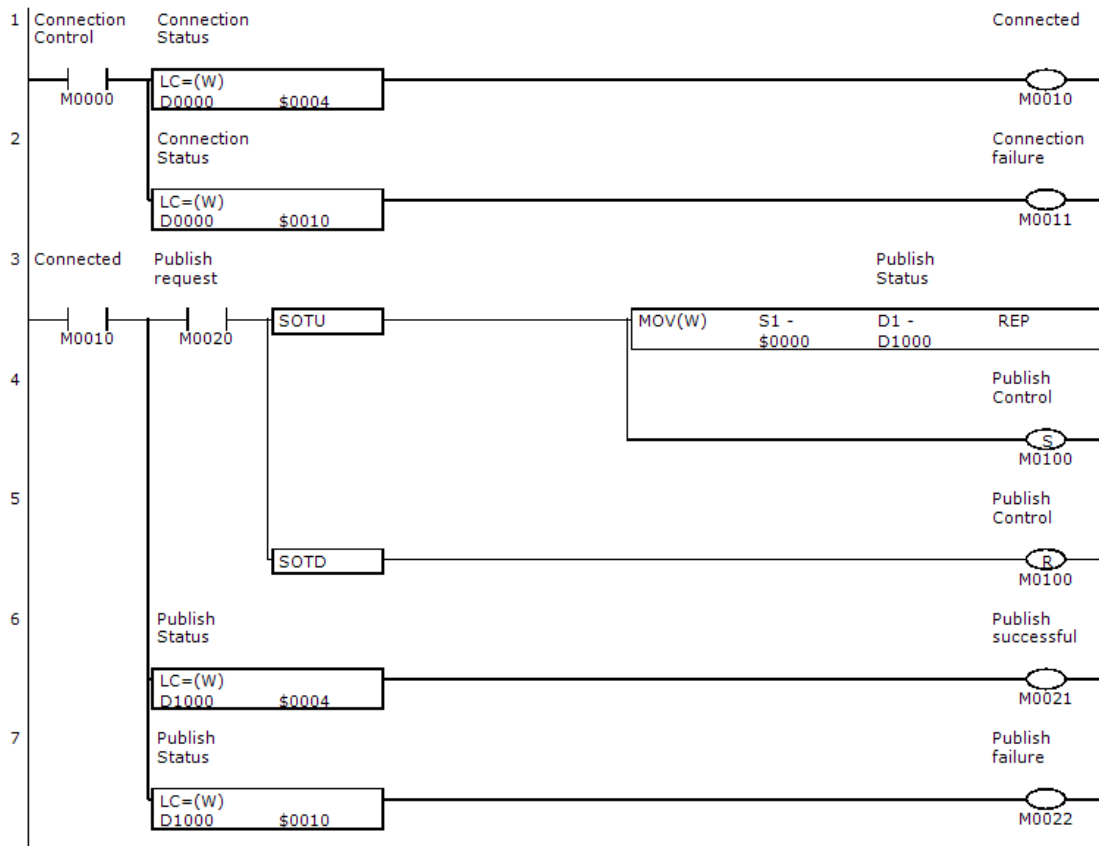 1 Connection Control Connection Status Connected
LC=(W)
M0000 D0000 $0004 M0010
2 Connection Status Connection failure
LC=(W)
D0000 $0010 M0011
3 Connected Publish request Publish Status
SOTU MOV(W) S1 - D1 - REP
M0010 M0020 $0000 D1000
4 Publish Control
S
M0100
5 Publish Control
SOTD R
M0100
6 Publish Status Publish successful
LC=(W)
D1000 $0004 M0021
7 Publish Status Publish failure
LC=(W)
D1000 $0010 M0022